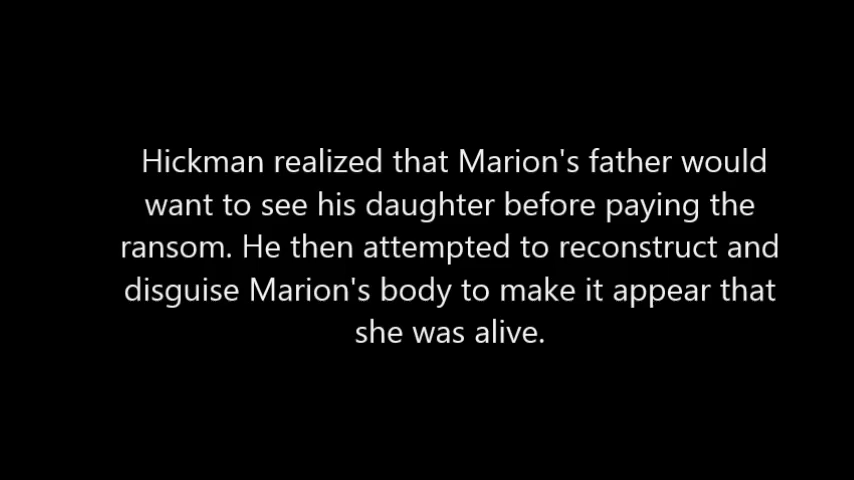 Hickman realized that Marion's father would
want to see his daughter before paying the
ransom. He then attempted to reconstruct and
disguise Marion's body to make it appear that
she was alive.